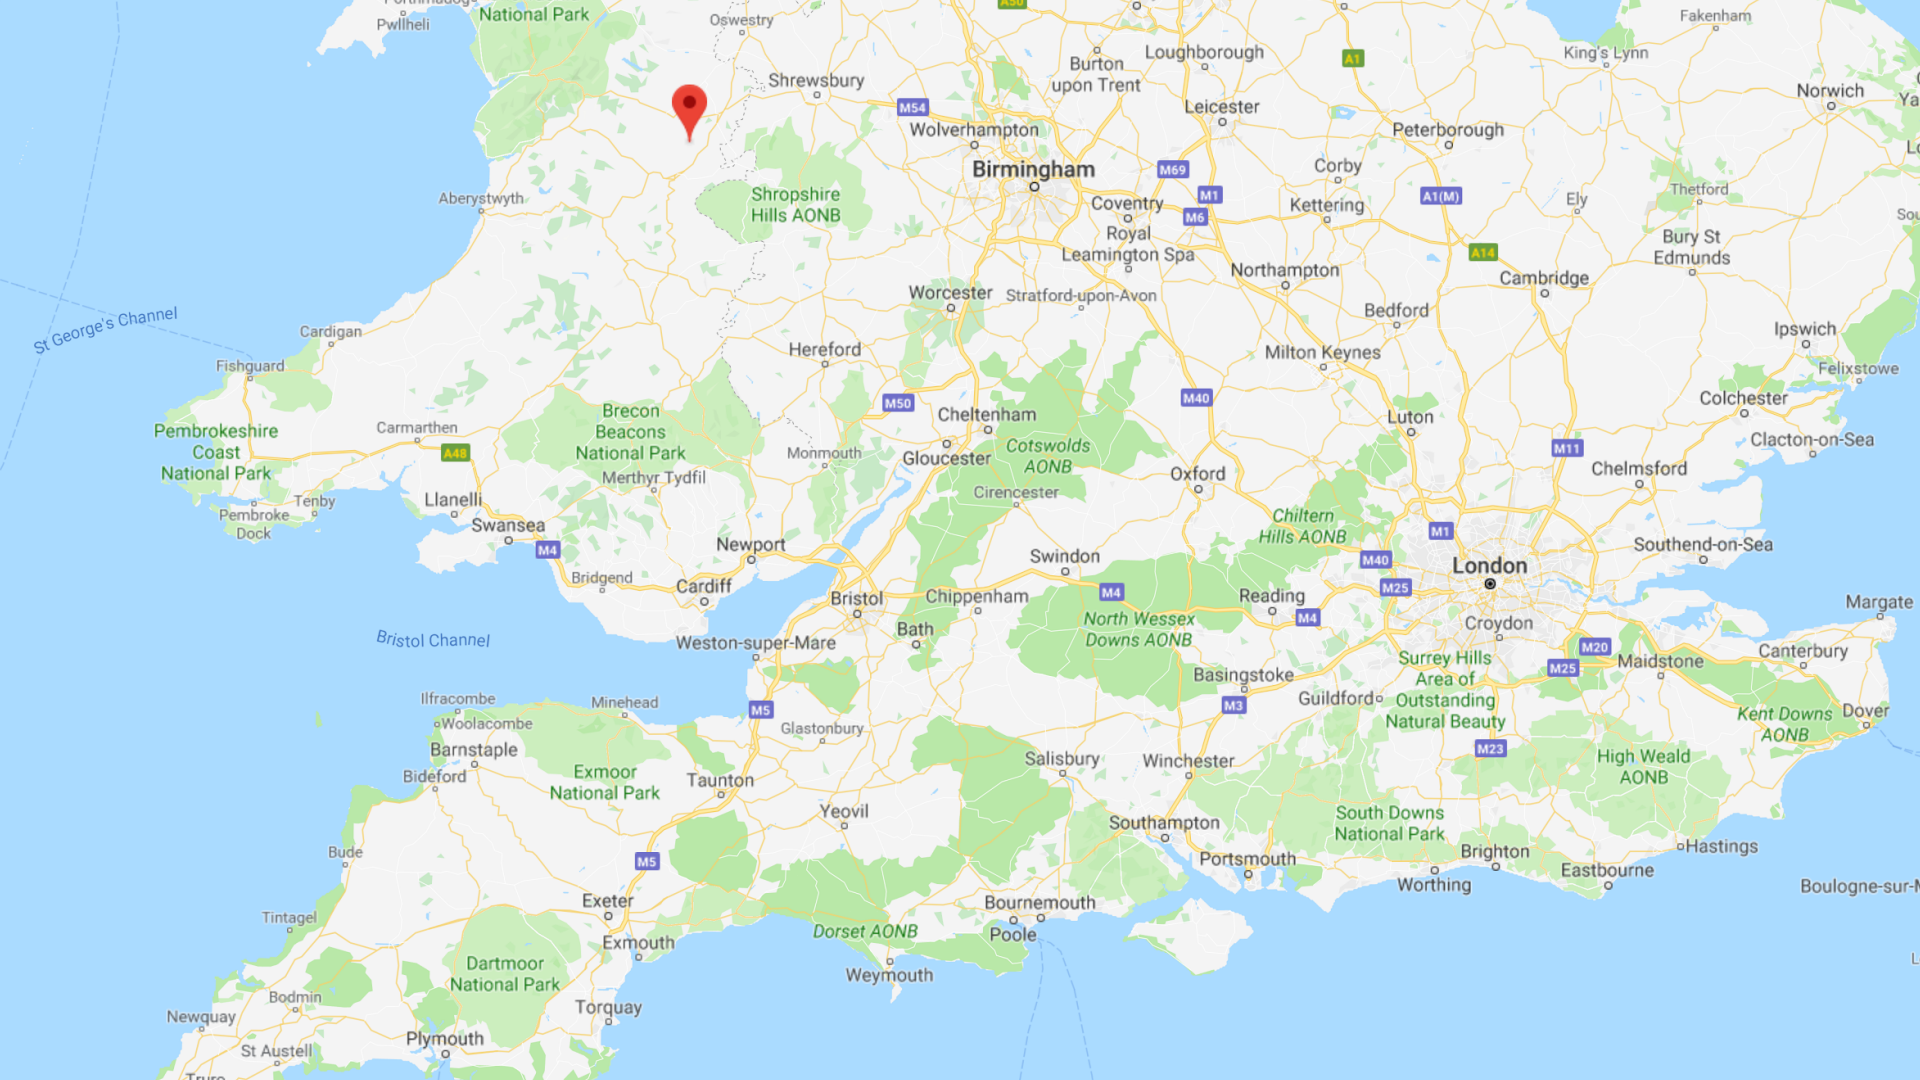 Porthmadog
Pwllheli
National Park
Oswestry
A50
Burton
upon Trent
Loughborough
A1
King's Lynn
Fakenham
Norwich
Shrewsbury
M54
Wolverhampton
Leicester
Peterborough
Birmingham
M69
Corby
M1
A1(M)
Thetford
Ely
Aberystwyth
Shropshire
Hills AONB
Coventry
M6
Kettering
Royal
Leamington Spa
A14
Bury St
Edmunds
Northampton
Cambridge
Worcester
Stratford-upon-Avon
Bedford
St George's Channel
Cardigan
Ipswich
Hereford
Milton Keynes
Fishguard
Felixstowe
M50
M40
Colchester
Brecon
Beacons
National Park
Cheltenham
Luton
Pembrokeshire
Coast
National Park
Carmarthen
A48
Monmouth
Gloucester
Cotswolds
AONB
M11
Clacton-on-Sea
Chelmsford
Merthyr Tydfil
Oxford
Cirencester
Llanelli
Tenby
Pembroke
Dock
Swansea
Chiltern
Hills AONB
M1
M4
Newport
Swindon
M40
Southend-on-Sea
London
Bridgend
Cardiff
Bristol
Chippenham
M4
Reading
M25
Margate
M4
North Wessex
Downs AONB
Croydon
Bath
Bristol Channel
Weston-super-Mare
M20
M25
Maidstone
Canterbury
Surrey Hills
Area of
Outstanding
Natural Beauty
Basingstoke
Guildford
M3
Ilfracombe
Minehead
M5
Woolacombe
Glastonbury
Kent Downs
AONB
Dover
Barnstaple
M23
High Weald
AONB
Salisbury
Winchester
Bideford
Exmoor
National Park
Taunton
Yeovil
South Downs
National Park
Southampton
Bude
M5
Portsmouth
Brighton
Hastings
Worthing
Eastbourne
Boulogne-sur-M
Exeter
Bournemouth
Tintagel
Dorset AONB
Poole
Exmouth
Dartmoor
National Park
Weymouth
Bodmin
Torquay
Newquay
Plymouth
St Austell
Truro